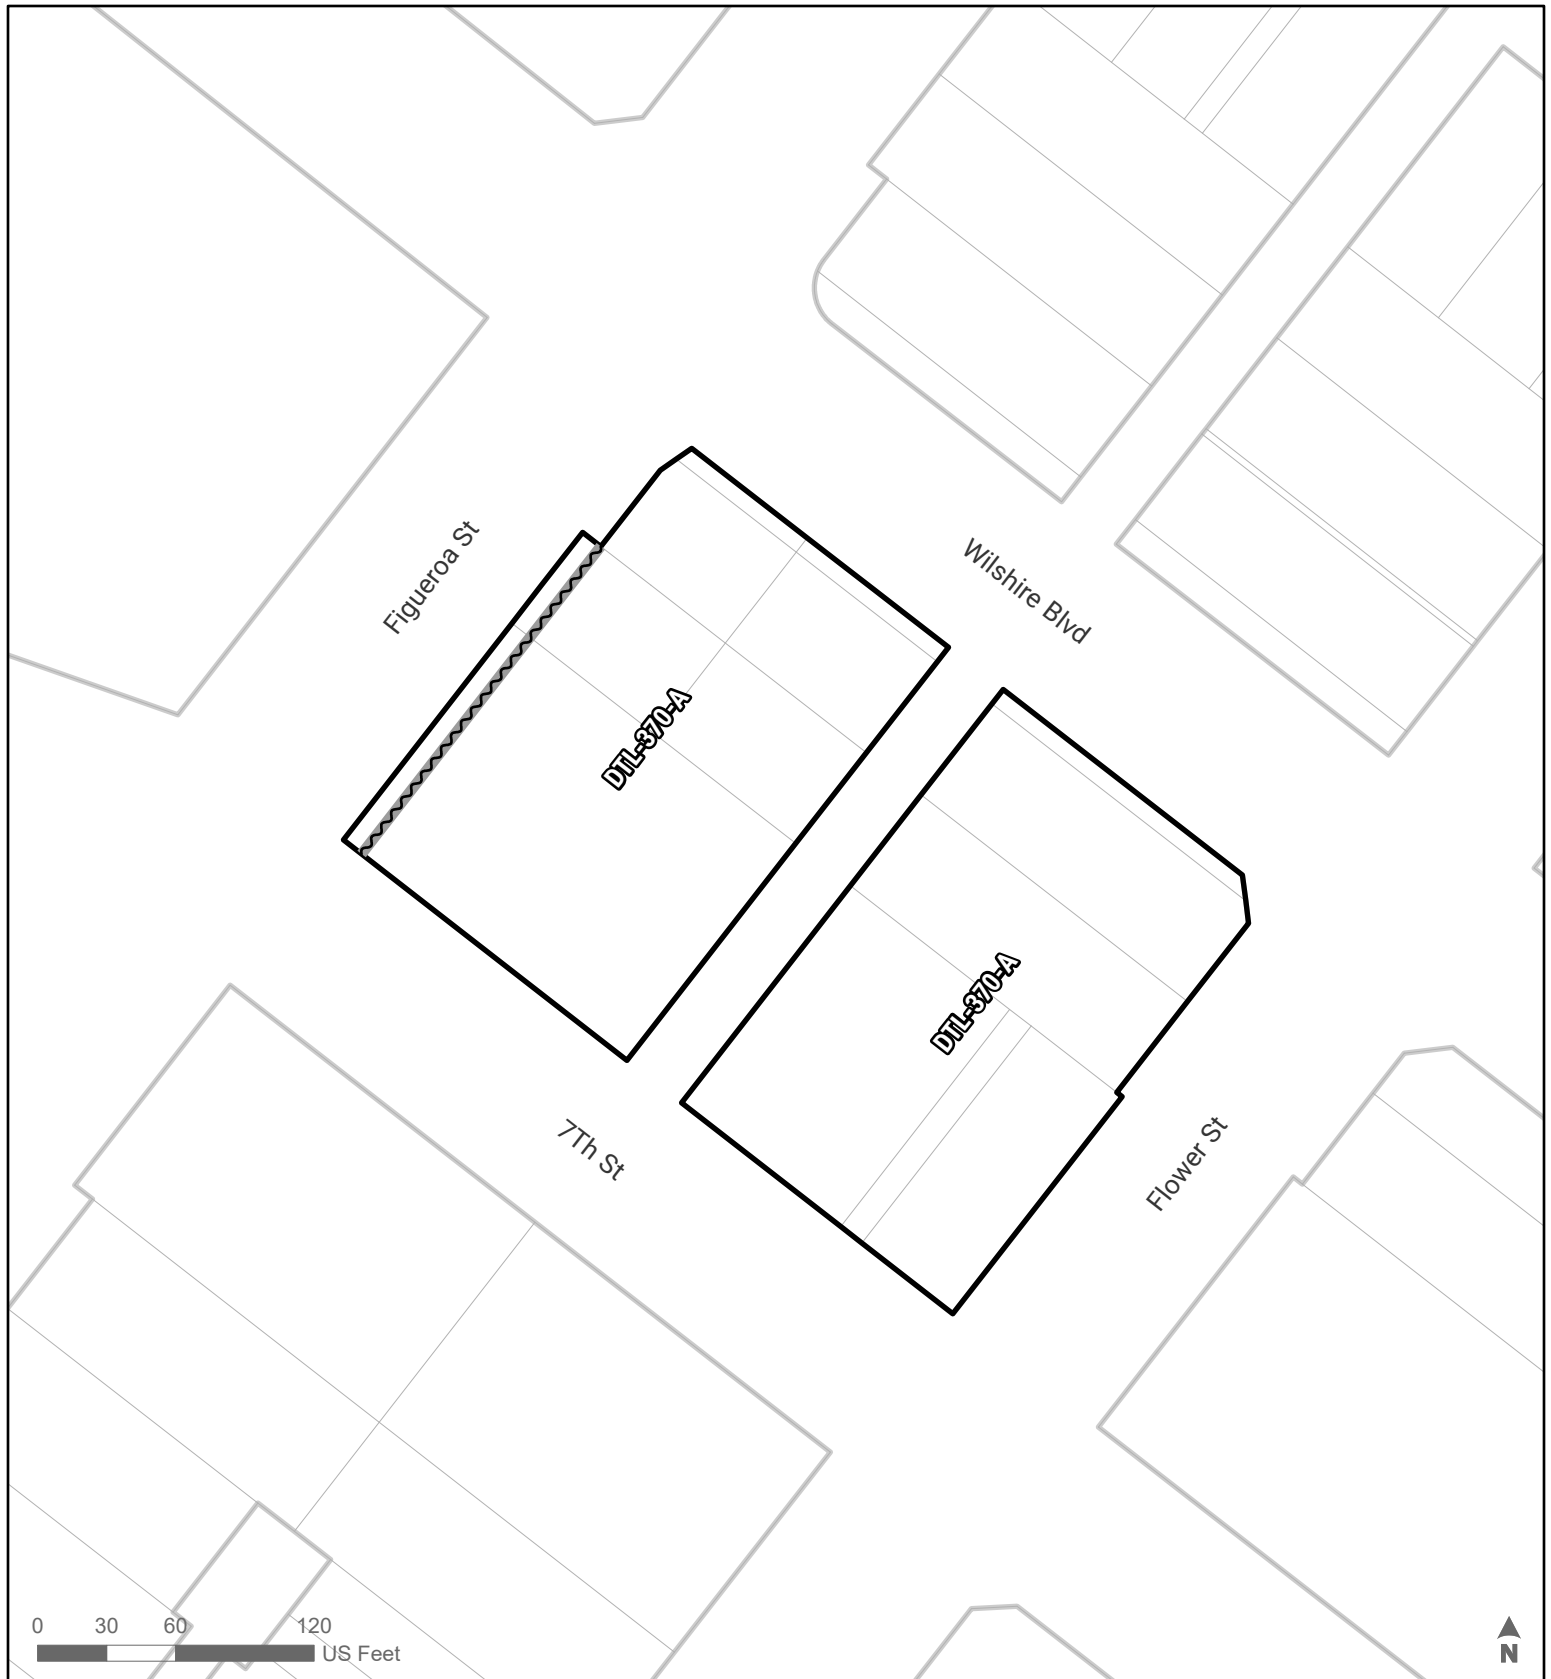 Figueroa St
Wilshire Blvd
DTL-370-A
DTL-370-A
7Th St
Flower St
0 30 60 120
US Feet
N